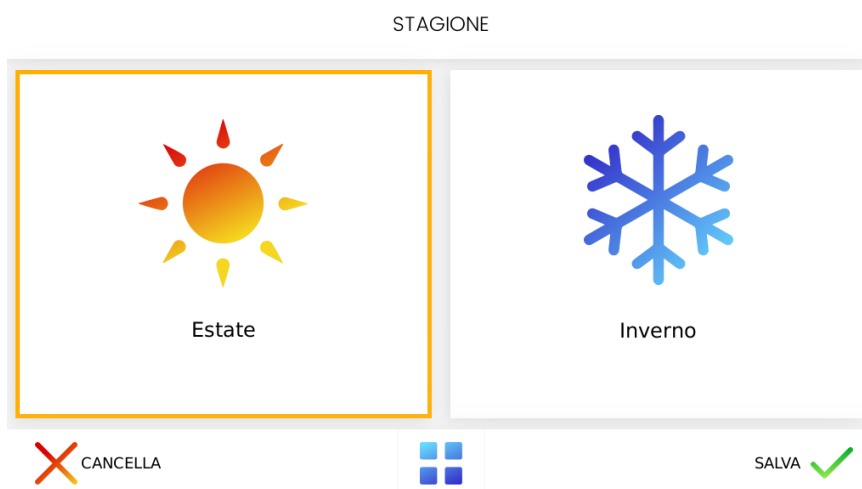 STAGIONE
Estate
Inverno
CANCELLA
SALVA